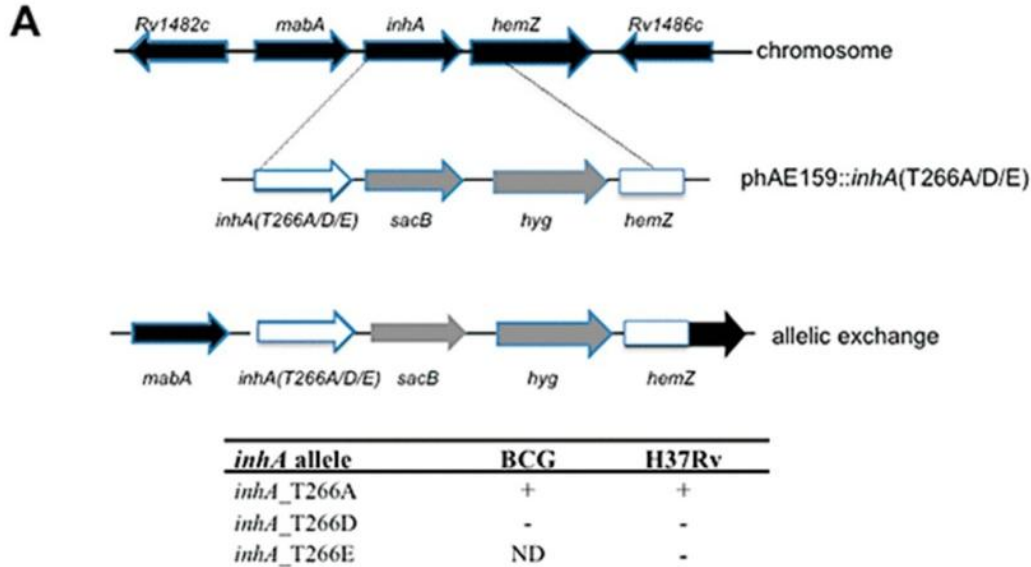 A
Rv1482c mabA inhA hemZ Rv1486c
chromosome
phAE159::inhA(T266A/D/E)
inhA(T266A/D/E) sacB hyg hemZ
allelic exchange
mabA inhA(T266A/D/E) sacB hyg hemZ
inhA allele BCG H37Rv
inhA_T266A + +
inhA_T266D - -
inhA_T266E ND -